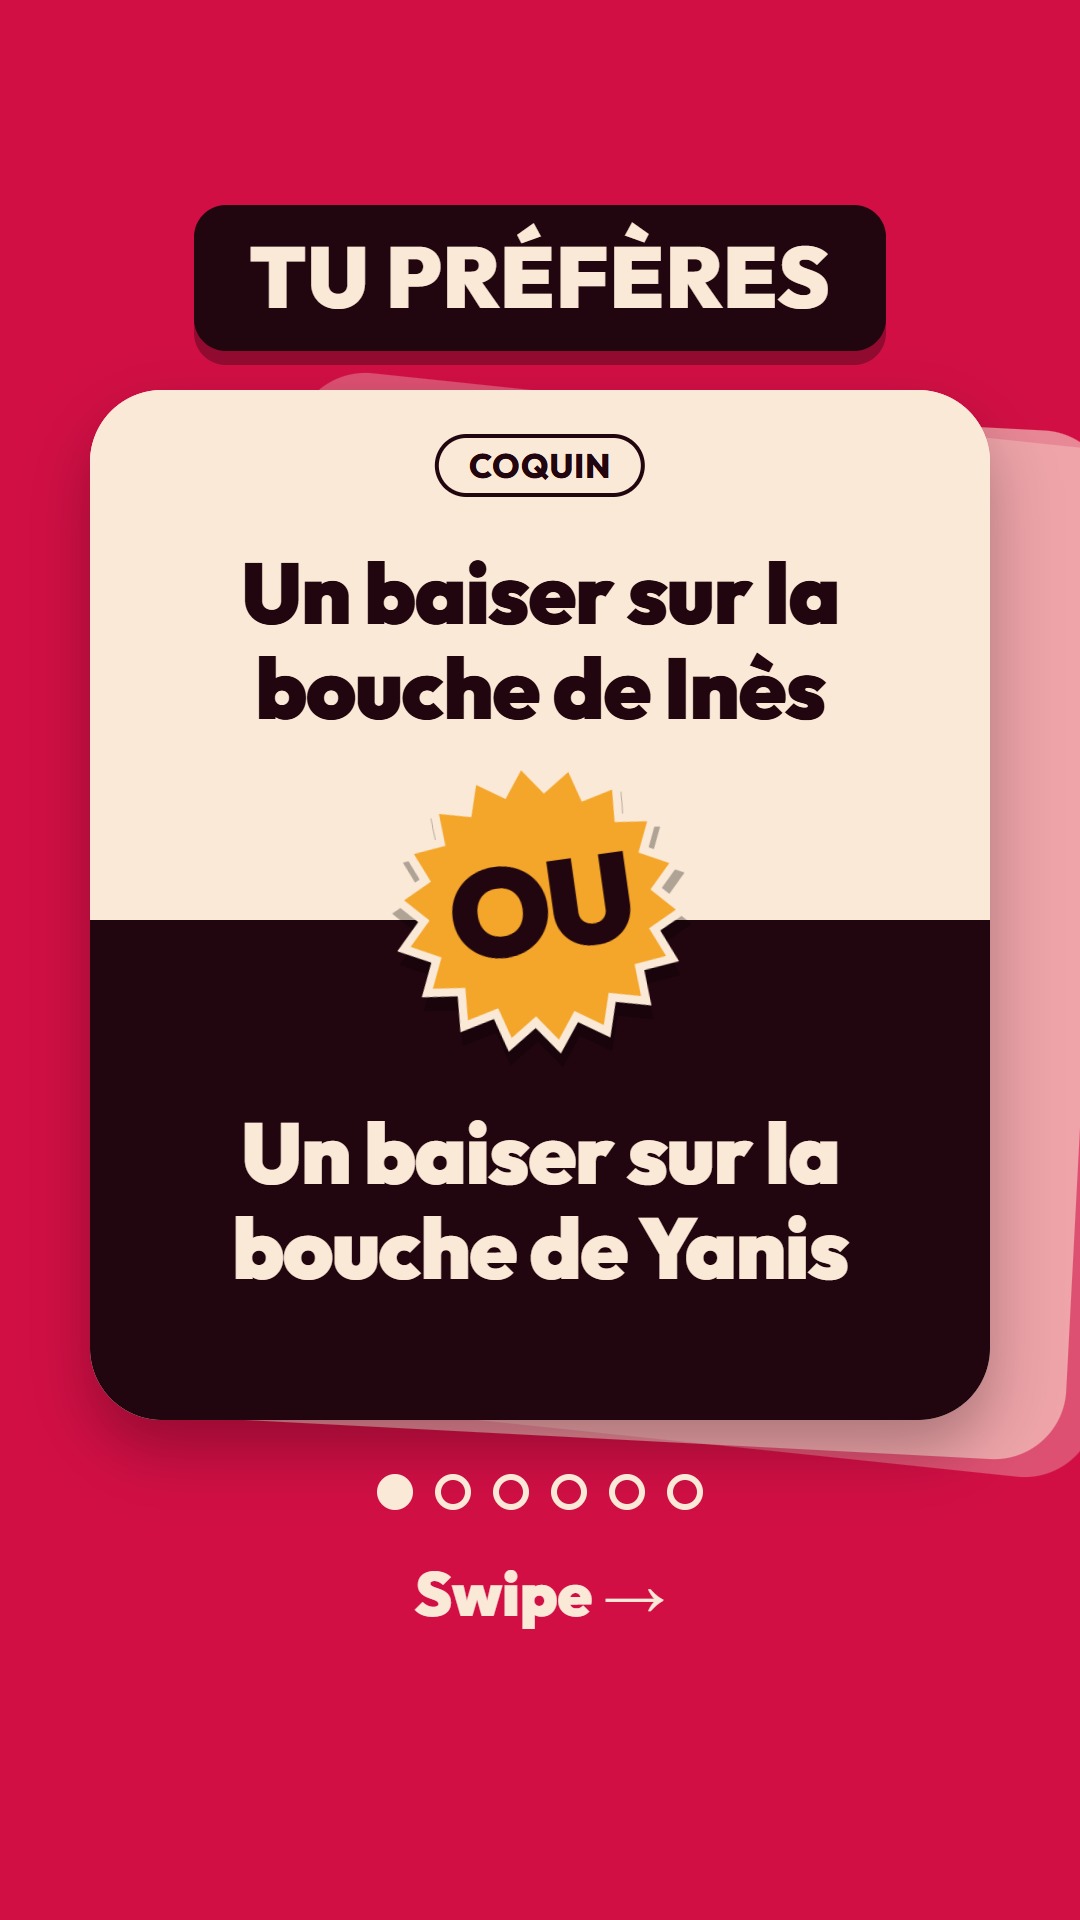 TU PRÉFÈRES
COQUIN
Un baiser sur la
bouche de Inès
OU
Un baiser sur la
bouche de Yanis
Swipe →